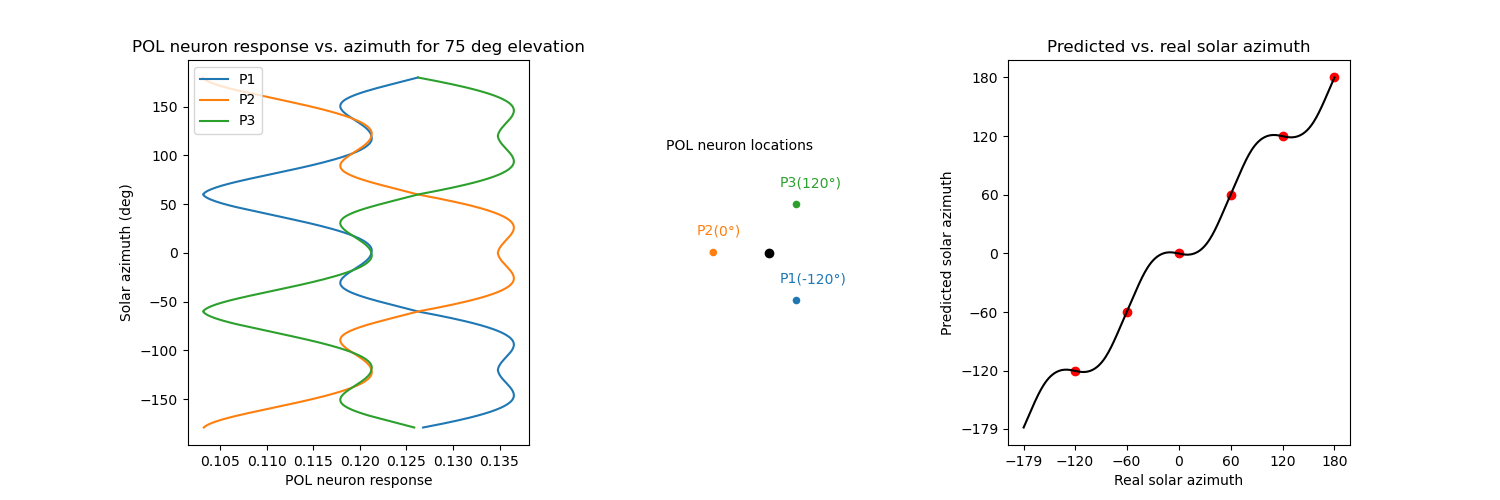 POL neuron response vs. azimuth for 75 deg elevation
P1
P2
P3
150
100
50
0
−50
−100
−150
Solar azimuth (deg)
0.105 0.110 0.115 0.120 0.125 0.130 0.135
POL neuron response
POL neuron locations
P3(120°)
P2(0°)
P1(-120°)
Predicted vs. real solar azimuth
180
120
60
0
−60
−120
−179
Predicted solar azimuth
−179 −120 −60 0 60 120 180
Real solar azimuth